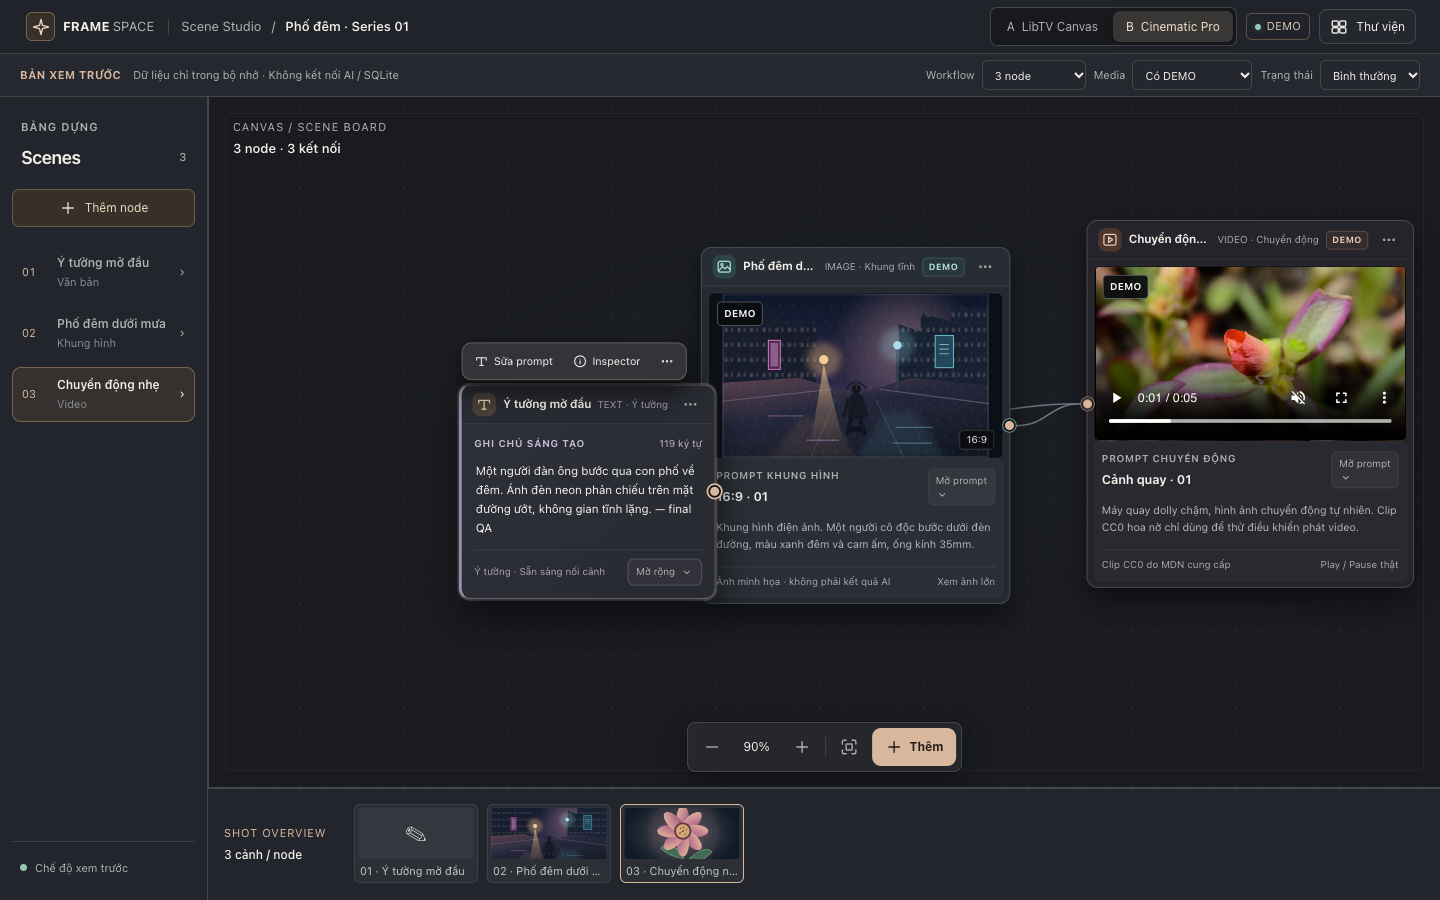 FRAME SPACE
Scene Studio / Phố đêm · Series 01
A LibTV Canvas
B Cinematic Pro
DEMO
Thư viện
BẢN XEM TRƯỚC Dữ liệu chỉ trong bộ nhớ · Không kết nối AI / SQLite
Workflow 3 node
Media Có DEMO
Trạng thái Bình thường
BẢNG DỰNG
Scenes 3
Thêm node
01 Ý tưởng mở đầu
Văn bản
02 Phố đêm dưới mưa
Khung hình
03 Chuyển động nhẹ
Video
Chế độ xem trước
CANVAS / SCENE BOARD
3 node · 3 kết nối
Sửa prompt Inspector
Ý tưởng mở đầu TEXT · Ý tưởng
GHI CHÚ SÁNG TẠO 119 ký tự
Một người đàn ông bước qua con phố về
đêm. Ánh đèn neon phản chiếu trên mặt
đường ướt, không gian tĩnh lặng. — final
QA
Ý tưởng · Sẵn sàng nối cảnh Mở rộng
Phố đêm d... IMAGE · Khung tĩnh DEMO
DEMO
16:9
PROMPT KHUNG HÌNH Mở prompt
16:9 · 01
Khung hình điện ảnh. Một người cô độc bước dưới đèn
đường, màu xanh đêm và cam ấm, ống kính 35mm.
Ảnh minh họa · không phải kết quả AI Xem ảnh lớn
Chuyển độn... VIDEO · Chuyển động DEMO
DEMO
0:01 / 0:05
PROMPT CHUYỂN ĐỘNG Mở prompt
Cảnh quay · 01
Máy quay dolly chậm, hình ảnh chuyển động tự nhiên. Clip
CC0 hoa nở chỉ dùng để thử điều khiển phát video.
Clip CC0 do MDN cung cấp Play / Pause thật
90%
Thêm
SHOT OVERVIEW
3 cảnh / node
01 · Ý tưởng mở đầu
02 · Phố đêm dưới ...
03 · Chuyển động n...